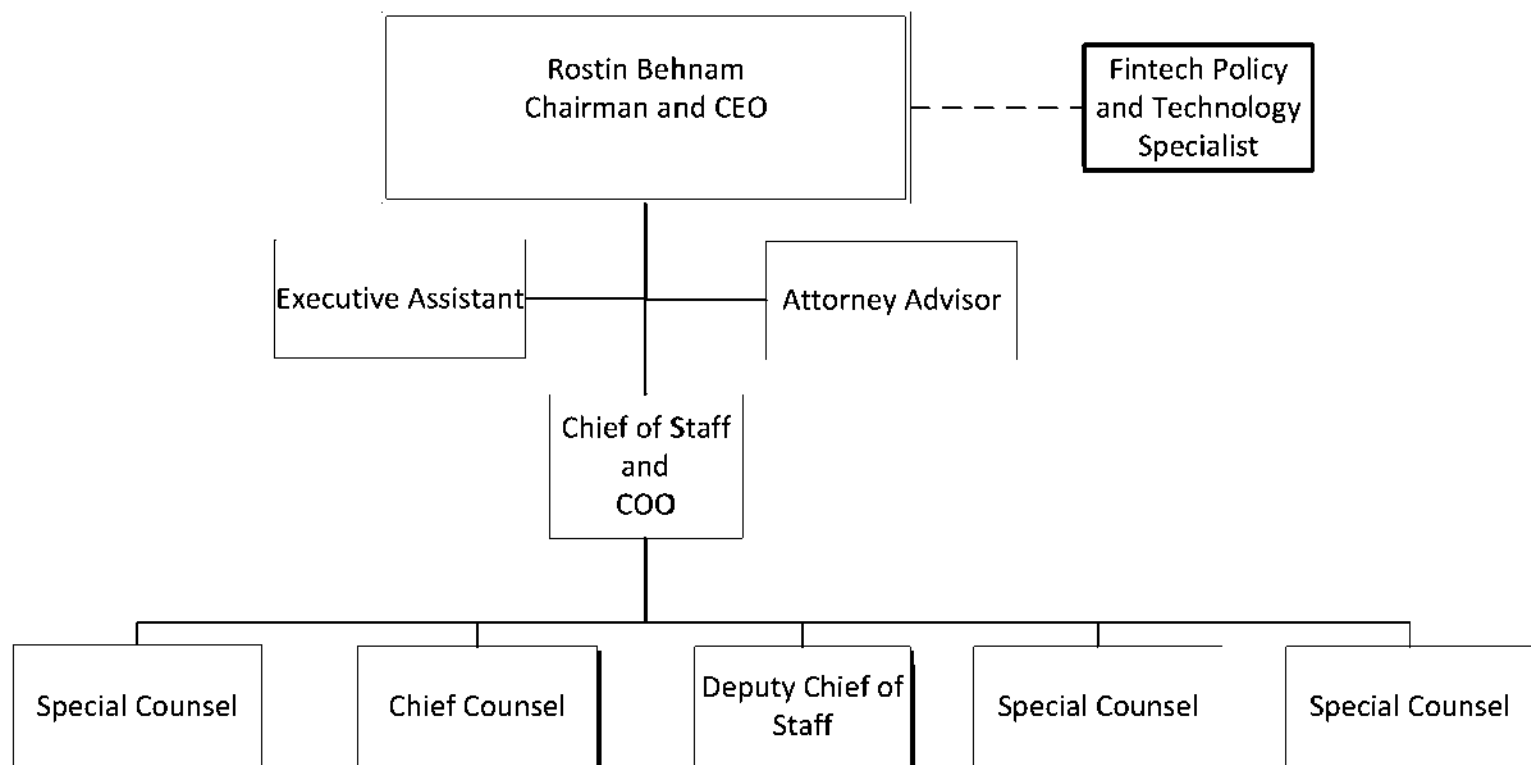 Rostin Behnam
Chairman and CEO
Fintech Policy
and Technology
Specialist
Executive Assistant
Attorney Advisor
Chief of Staff
and
COO
Special Counsel
Chief Counsel
Deputy Chief of
Staff
Special Counsel
Special Counsel